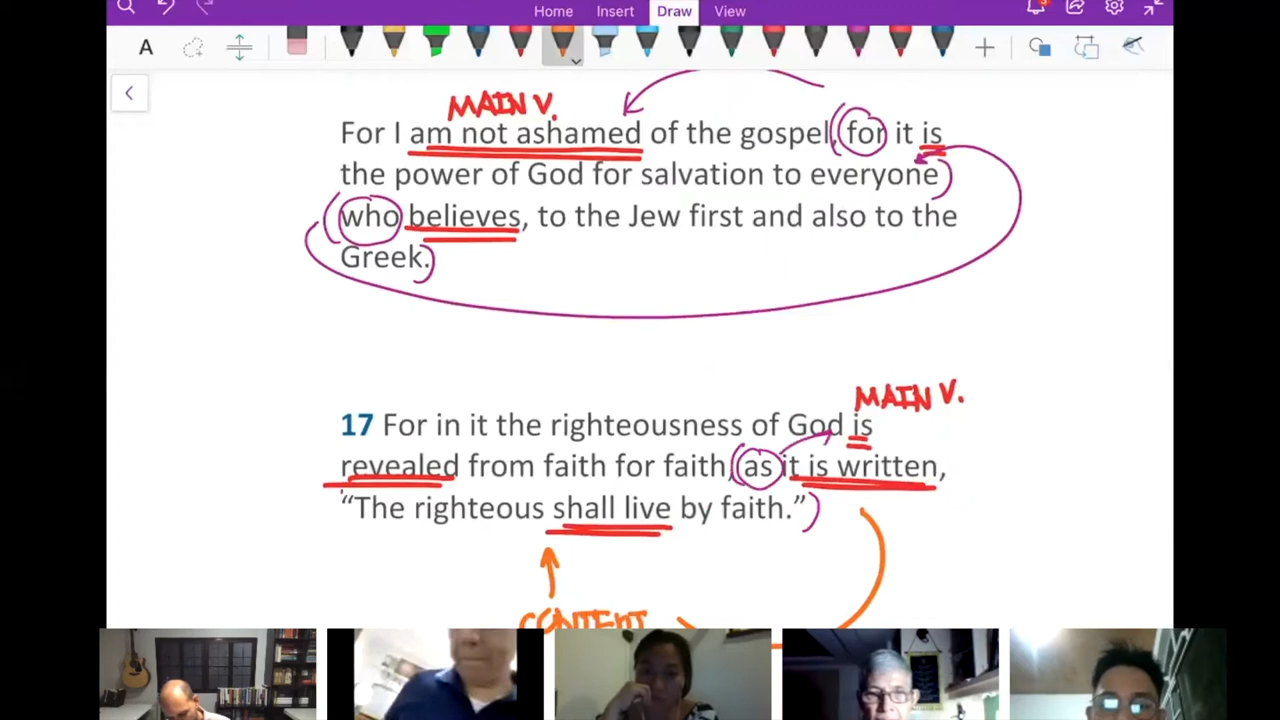 Home Insert Draw View
A
MAIN V.
For I am not ashamed of the gospel, for it is
the power of God for salvation to everyone
who believes, to the Jew first and also to the
Greek.
MAIN V.
17 For in it the righteousness of God is
revealed from faith for faith, as it is written,
“The righteous shall live by faith.”
CONTENT